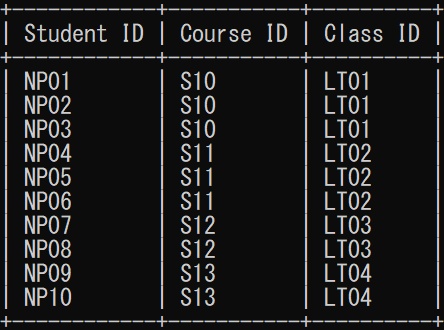 Student ID | Course ID | Class ID
NP01 | S10 | LT01
NP02 | S10 | LT01
NP03 | S10 | LT01
NP04 | S11 | LT02
NP05 | S11 | LT02
NP06 | S11 | LT02
NP07 | S12 | LT03
NP08 | S12 | LT03
NP09 | S13 | LT04
NP10 | S13 | LT04